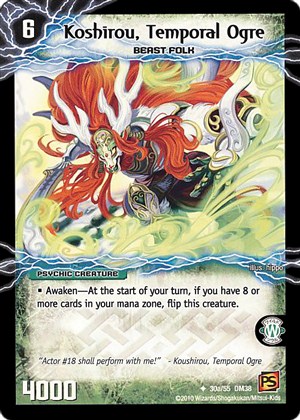 6
Koshirou, Temporal Ogre
BEAST FOLK
illus. hippo
PSYCHIC CREATURE
▪ Awaken—At the start of your turn, if you have 8 or
more cards in your mana zone, flip this creature.
W
"Actor #18 shall perform with me!" - Koushirou, Temporal Ogre
4000
30a/55 DM38
©2010 Wizards/Shogakukan/Mitsui-Kids
PS